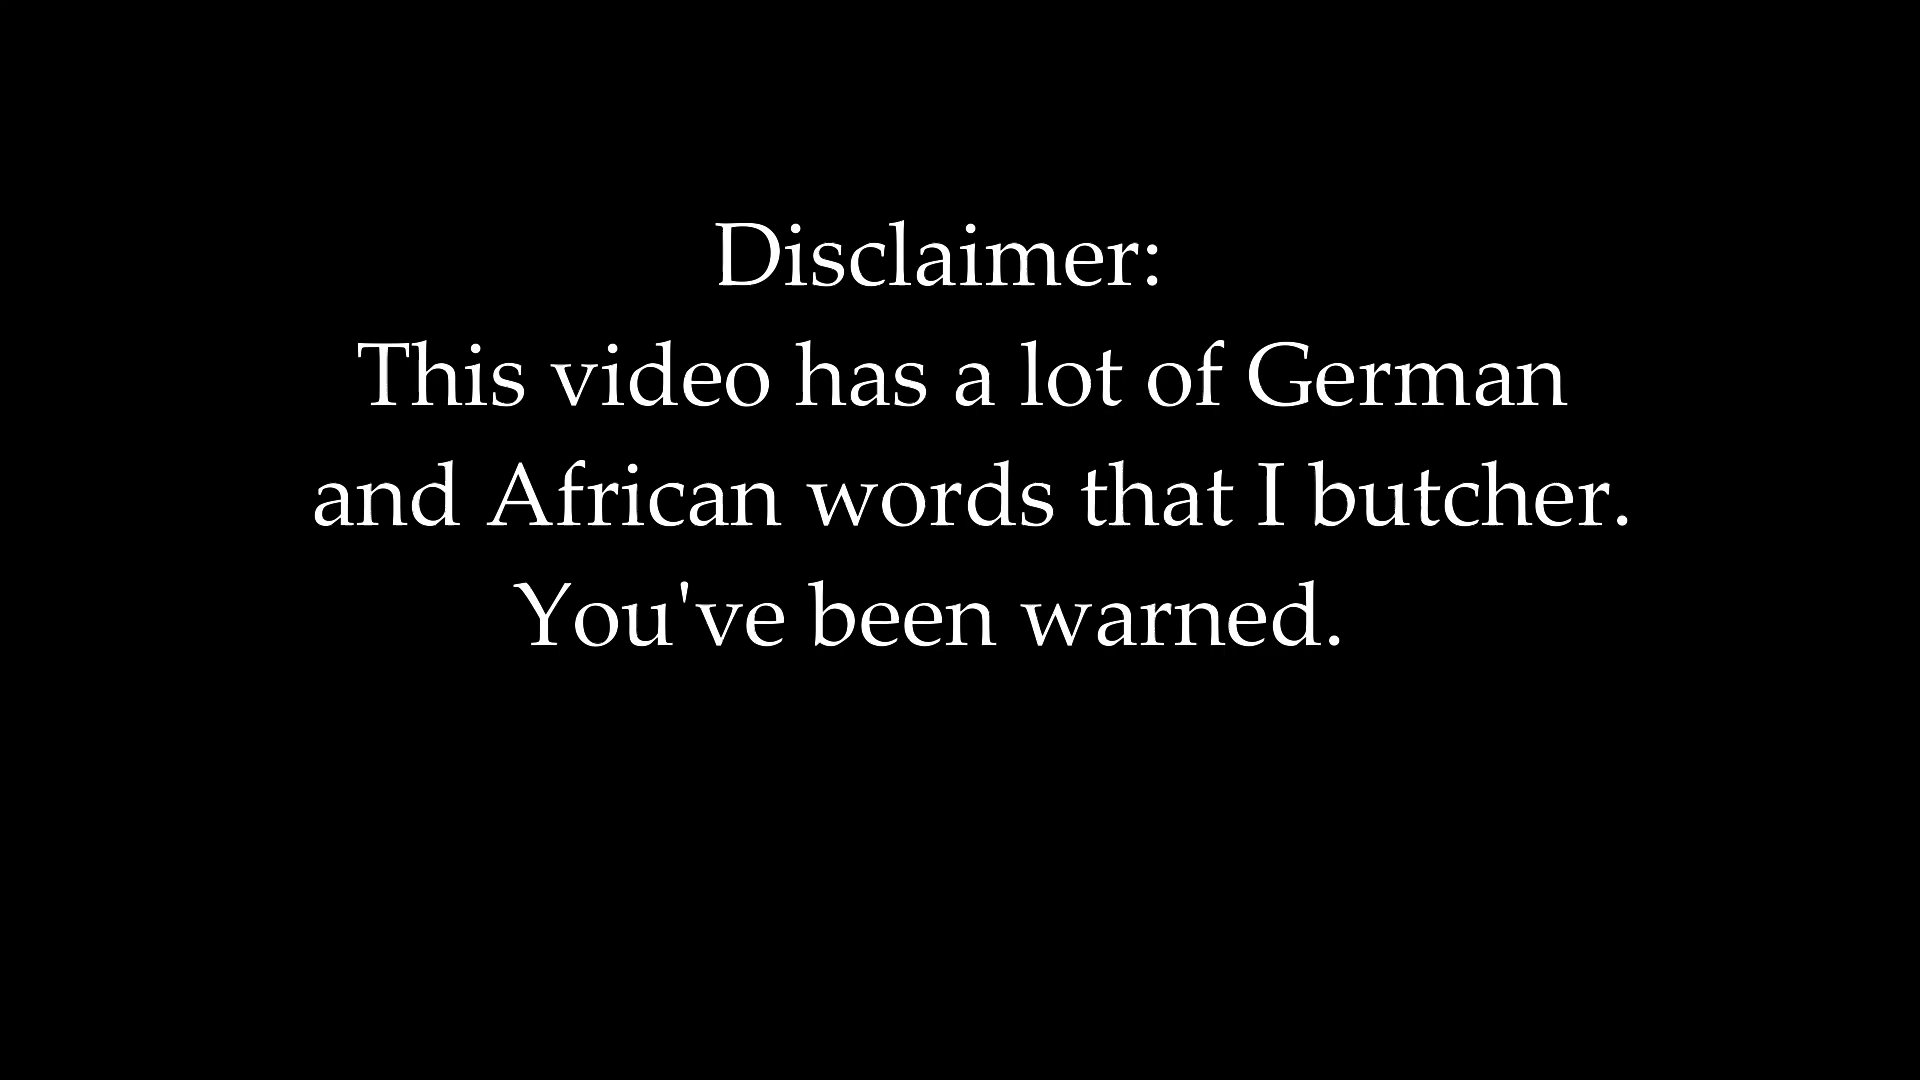 Disclaimer:
This video has a lot of German
and African words that I butcher.
You've been warned.